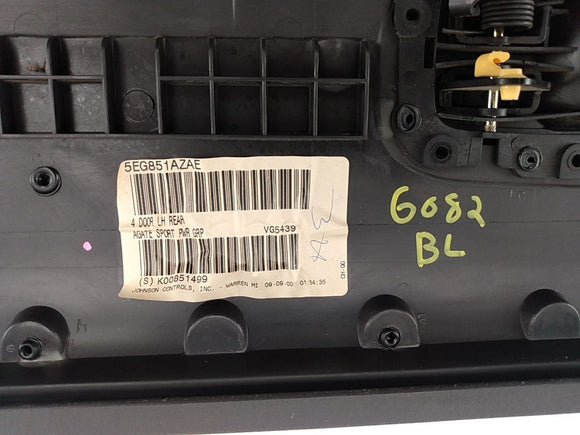 5EG851AZAE
4 DOOR LH REAR
AGATE SPORT PWR GRP VG5439
(S) K00851499
JOHNSON CONTROLS, INC. - WARREN MI 09-09-00 01:54:35
6082
BL